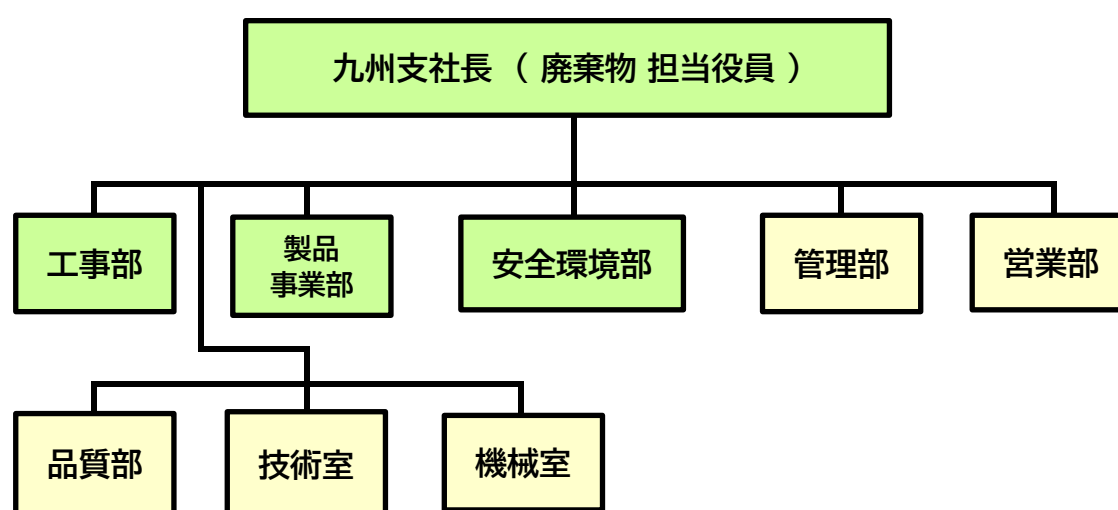 九州支社長 （ 廃棄物 担当役員 ）
工事部
製品
事業部
安全環境部
管理部
営業部
品質部
技術室
機械室